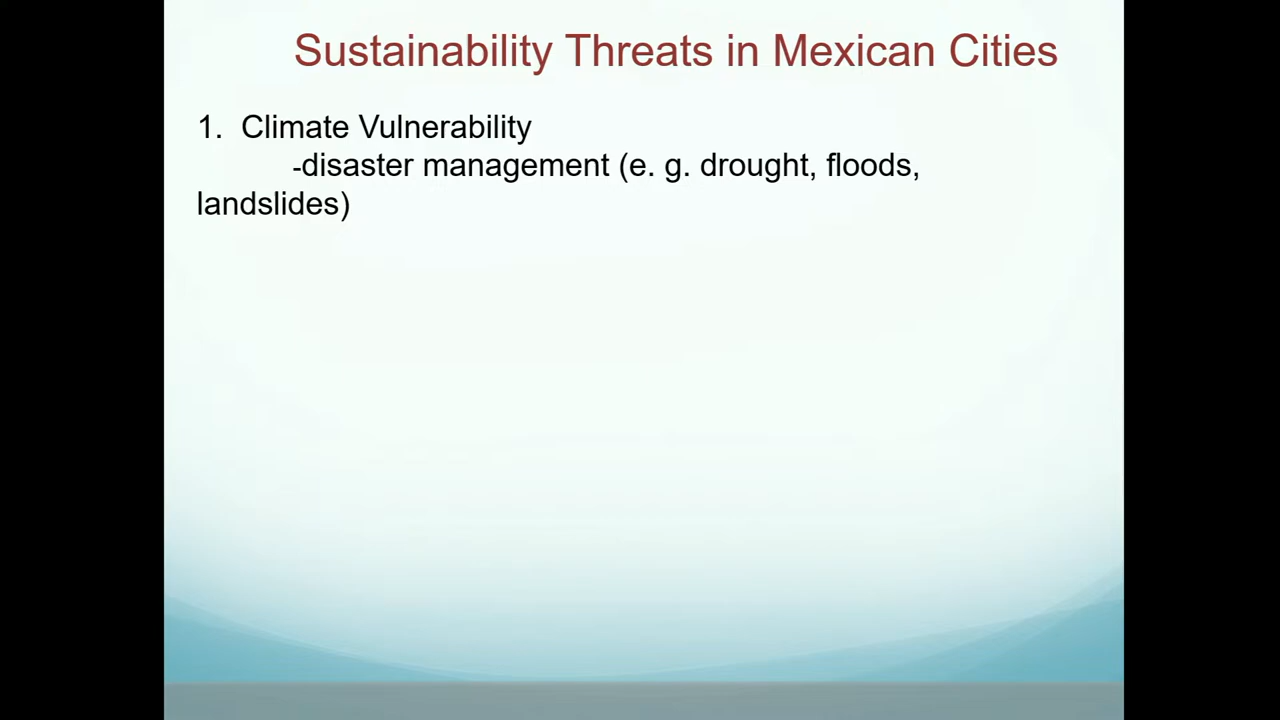 Sustainability Threats in Mexican Cities
1. Climate Vulnerability
-disaster management (e. g. drought, floods,
landslides)